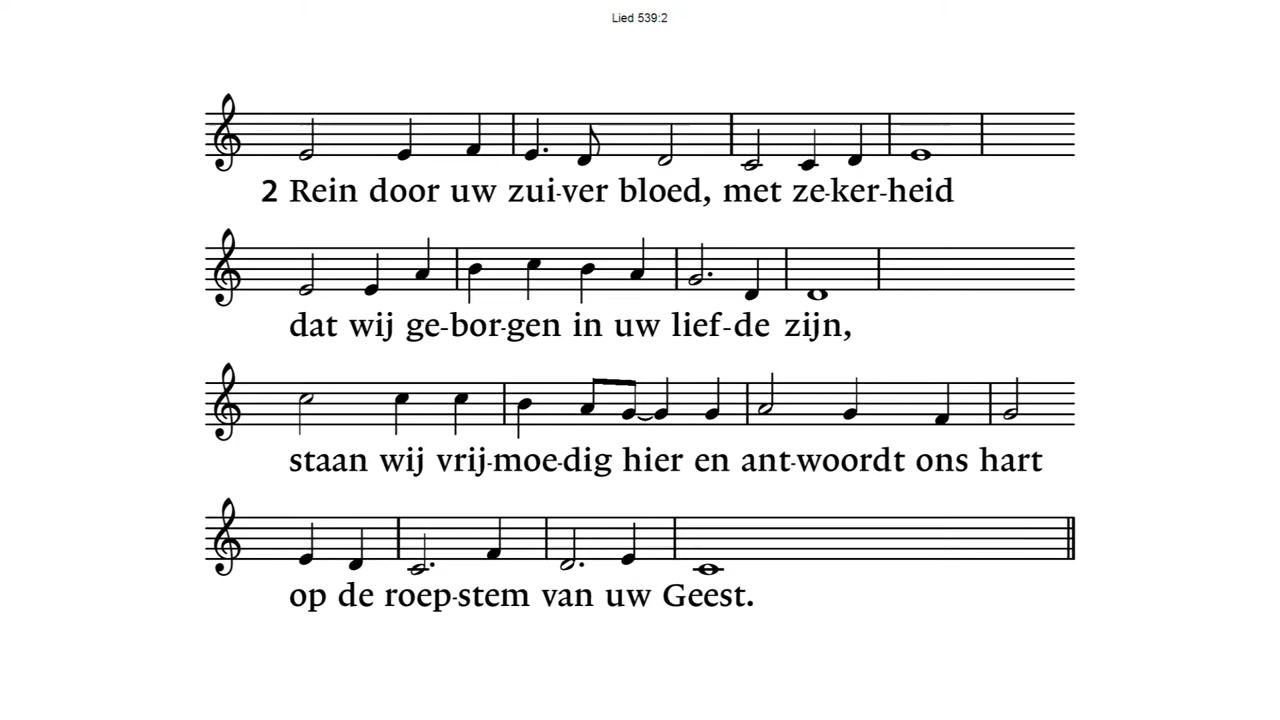 Lied 539:2
2 Rein door uw zui-ver bloed, met ze-ker-heid
dat wij ge-bor-gen in uw lief-de zijn,
staan wij vrij-moe-dig hier en ant-woordt ons hart
op de roep-stem van uw Geest.